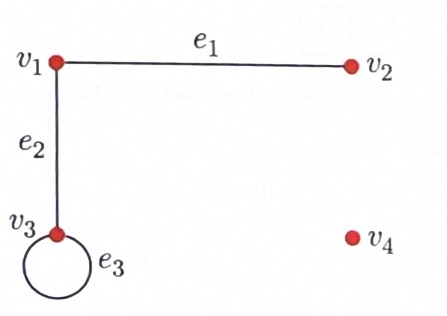 e₁
v₁ v₂
e₂
v₃ v₄
e₃